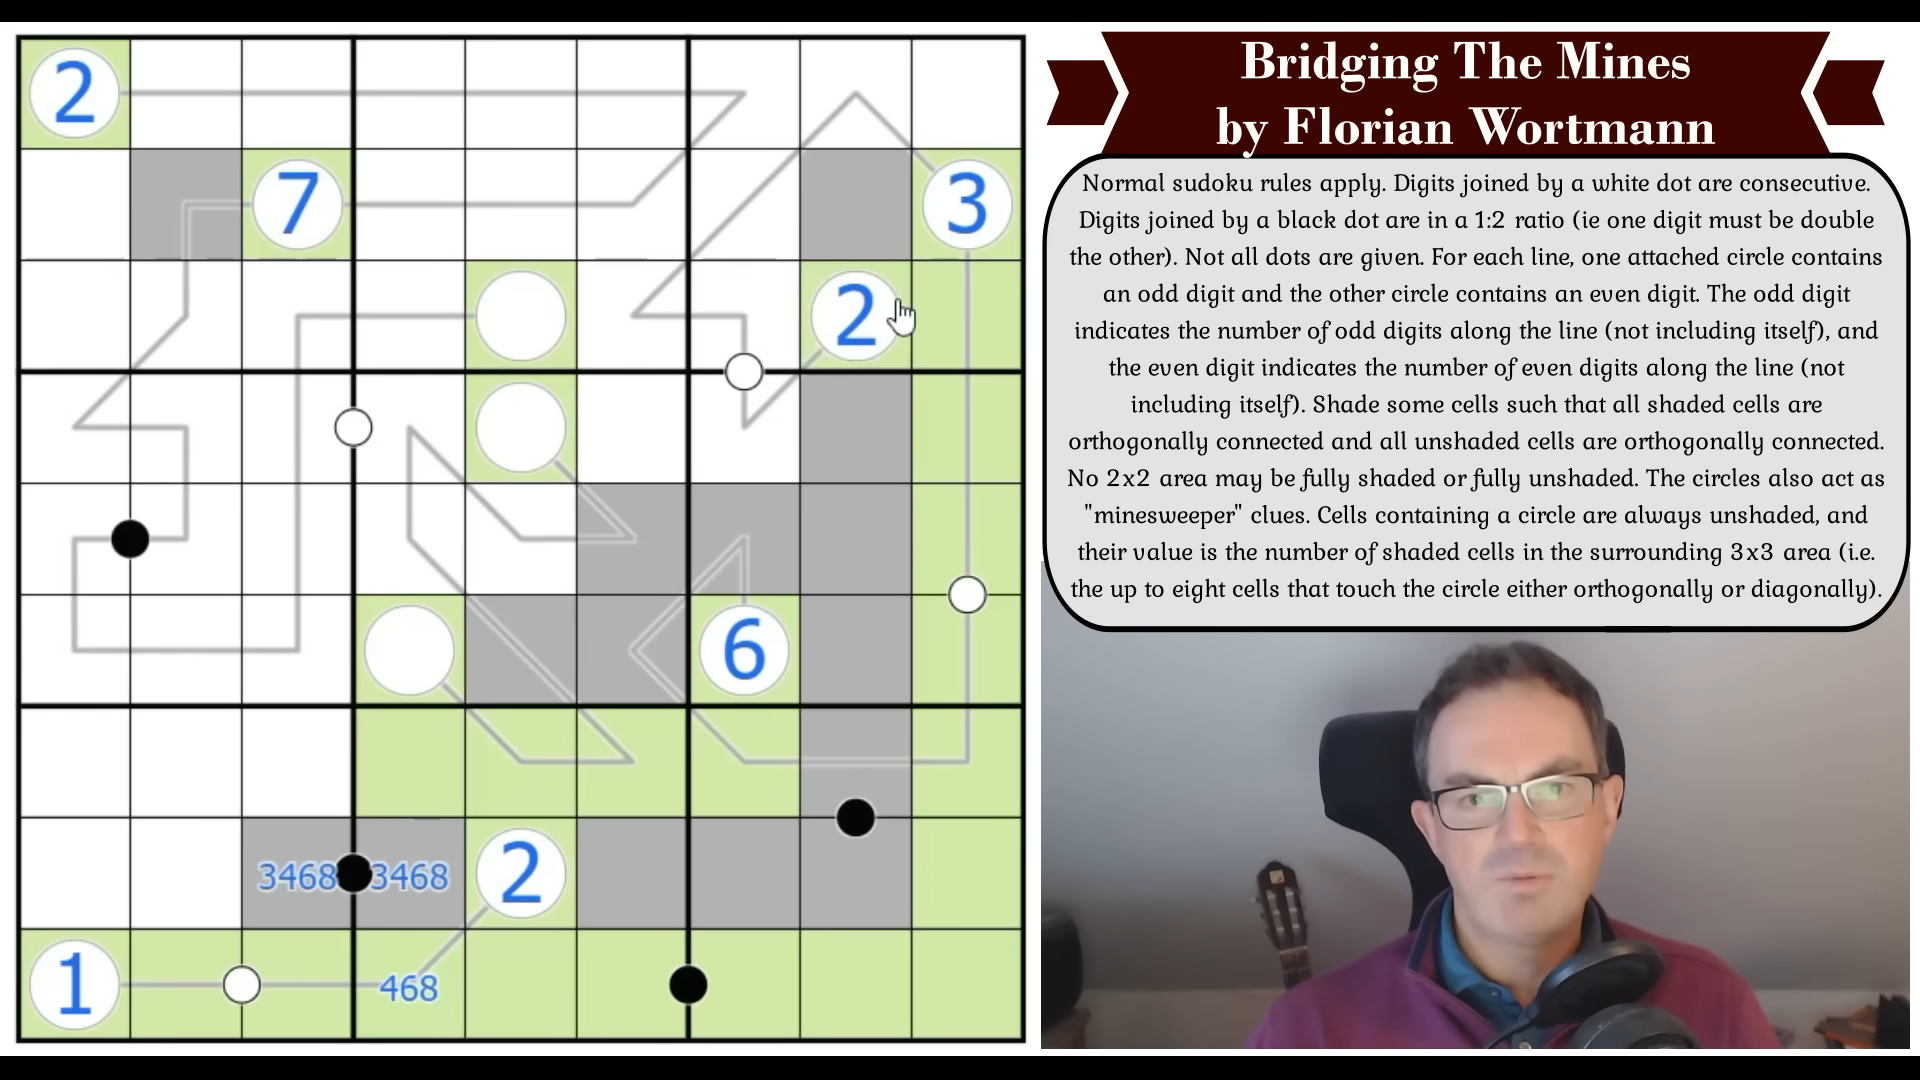 Bridging The Mines
by Florian Wortmann
Normal sudoku rules apply. Digits joined by a white dot are consecutive.
Digits joined by a black dot are in a 1:2 ratio (ie one digit must be double
the other). Not all dots are given. For each line, one attached circle contains
an odd digit and the other circle contains an even digit. The odd digit
indicates the number of odd digits along the line (not including itself), and
the even digit indicates the number of even digits along the line (not
including itself). Shade some cells such that all shaded cells are
orthogonally connected and all unshaded cells are orthogonally connected.
No 2x2 area may be fully shaded or fully unshaded. The circles also act as
"minesweeper" clues. Cells containing a circle are always unshaded, and
their value is the number of shaded cells in the surrounding 3x3 area (i.e.
the up to eight cells that touch the circle either orthogonally or diagonally).
2
7 3
2
6
3468 3468 2
1 468